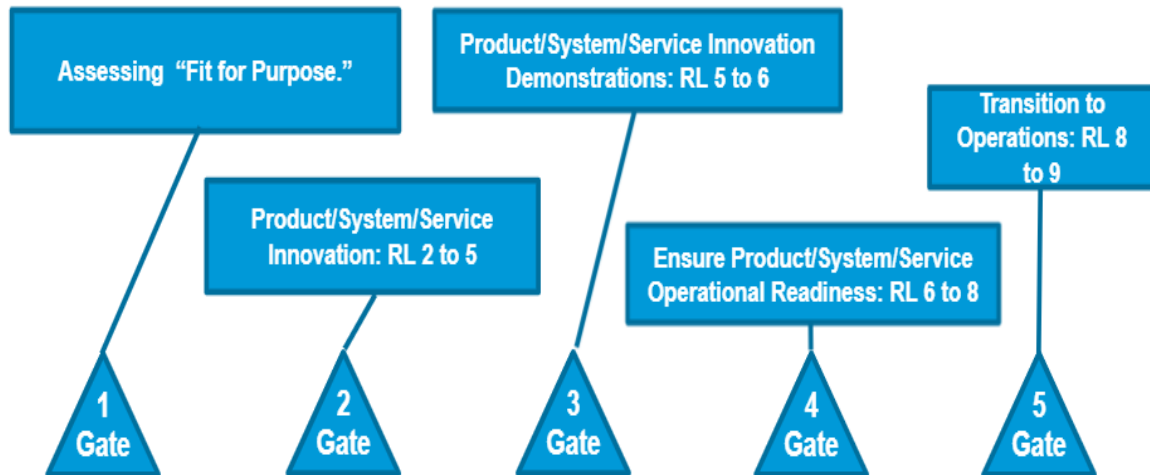 Assessing “Fit for Purpose.”
Product/System/Service Innovation
Demonstrations: RL 5 to 6
Transition to
Operations: RL 8
to 9
Product/System/Service
Innovation: RL 2 to 5
Ensure Product/System/Service
Operational Readiness: RL 6 to 8
1
Gate
2
Gate
3
Gate
4
Gate
5
Gate